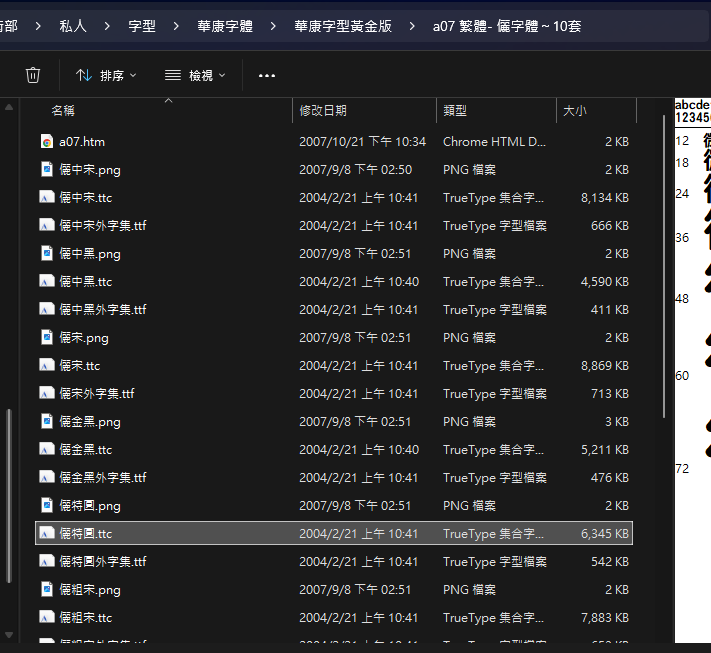 私人 > 字型 > 華康字體 > 華康字型黃金版 > a07 繁體- 儷字體～10套
排序 檢視 •••
名稱 修改日期 類型 大小
a07.htm 2007/10/21 下午 10:34 Chrome HTML D... 2 KB
儷中宋.png 2007/9/8 下午 02:50 PNG 檔案 2 KB
儷中宋.ttc 2004/2/21 上午 10:41 TrueType 集合字... 8,134 KB
儷中宋外字集.ttf 2004/2/21 上午 10:41 TrueType 字型檔案 666 KB
儷中黑.png 2007/9/8 下午 02:51 PNG 檔案 2 KB
儷中黑.ttc 2004/2/21 上午 10:40 TrueType 集合字... 4,590 KB
儷中黑外字集.ttf 2004/2/21 上午 10:41 TrueType 字型檔案 411 KB
儷宋.png 2007/9/8 下午 02:51 PNG 檔案 2 KB
儷宋.ttc 2004/2/21 上午 10:41 TrueType 集合字... 8,869 KB
儷宋外字集.ttf 2004/2/21 上午 10:41 TrueType 字型檔案 713 KB
儷金黑.png 2007/9/8 下午 02:51 PNG 檔案 3 KB
儷金黑.ttc 2004/2/21 上午 10:40 TrueType 集合字... 5,211 KB
儷金黑外字集.ttf 2004/2/21 上午 10:41 TrueType 字型檔案 476 KB
儷特圓.png 2007/9/8 下午 02:51 PNG 檔案 2 KB
儷特圓.ttc 2004/2/21 上午 10:41 TrueType 集合字... 6,345 KB
儷特圓外字集.ttf 2004/2/21 上午 10:41 TrueType 字型檔案 542 KB
儷粗宋.png 2007/9/8 下午 02:51 PNG 檔案 2 KB
儷粗宋.ttc 2004/2/21 上午 10:41 TrueType 集合字... 7,883 KB
abcdef
12345
12
18
24
36
48
60
72